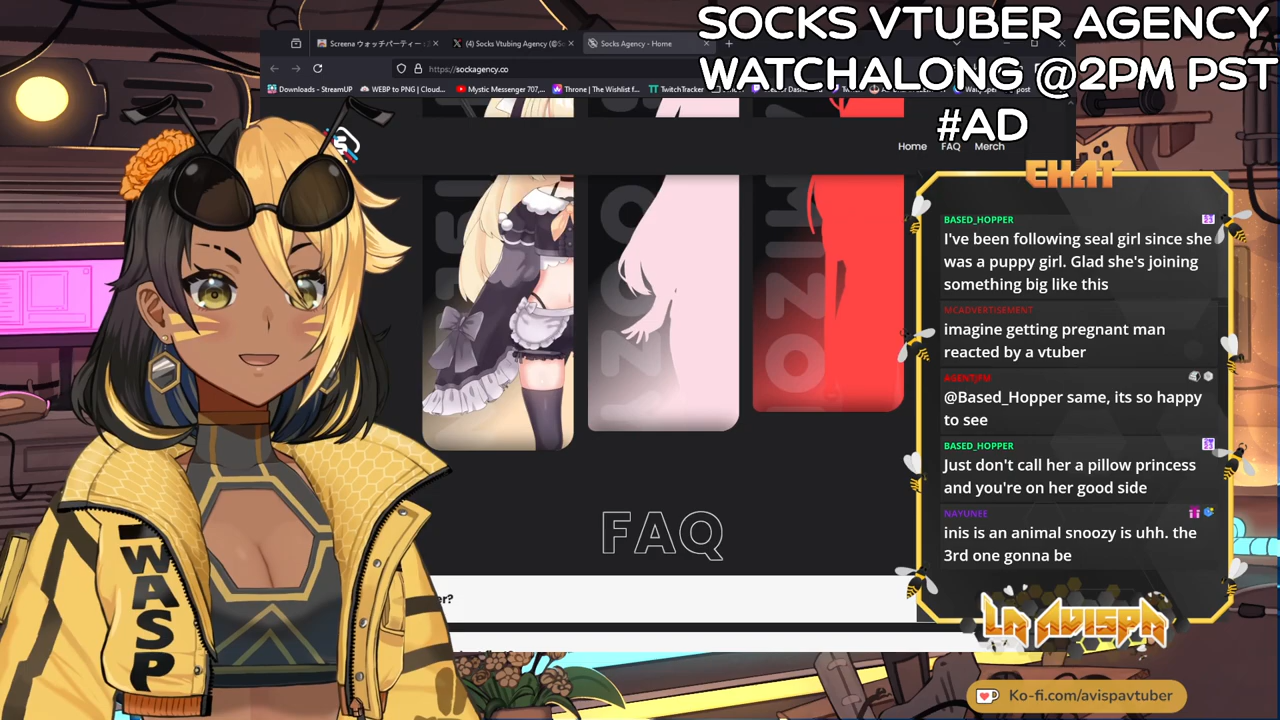 SOCKS VTUBER AGENCY
WATCHALONG @2PM PST
#AD
Screena ウォッチパーティー
(4) Socks Vtubing Agency (@S
Socks Agency - Home
https://sockagency.co
Downloads - StreamUP
WEBP to PNG | Cloud...
Mystic Messenger 707,...
Throne | The Wishlist f...
TwitchTracker
Home
FAQ
Merch
CHAT
BASED_HOPPER
I've been following seal girl since she
was a puppy girl. Glad she's joining
something big like this
MCADVERTISEMENT
imagine getting pregnant man
reacted by a vtuber
AGENTJFM
@Based_Hopper same, its so happy
to see
BASED_HOPPER
Just don't call her a pillow princess
and you're on her good side
NAYUNEE
inis is an animal snoozy is uhh. the
3rd one gonna be
FAQ
er?
WASP
LA AVISPA
Ko-fi.com/avispavtuber